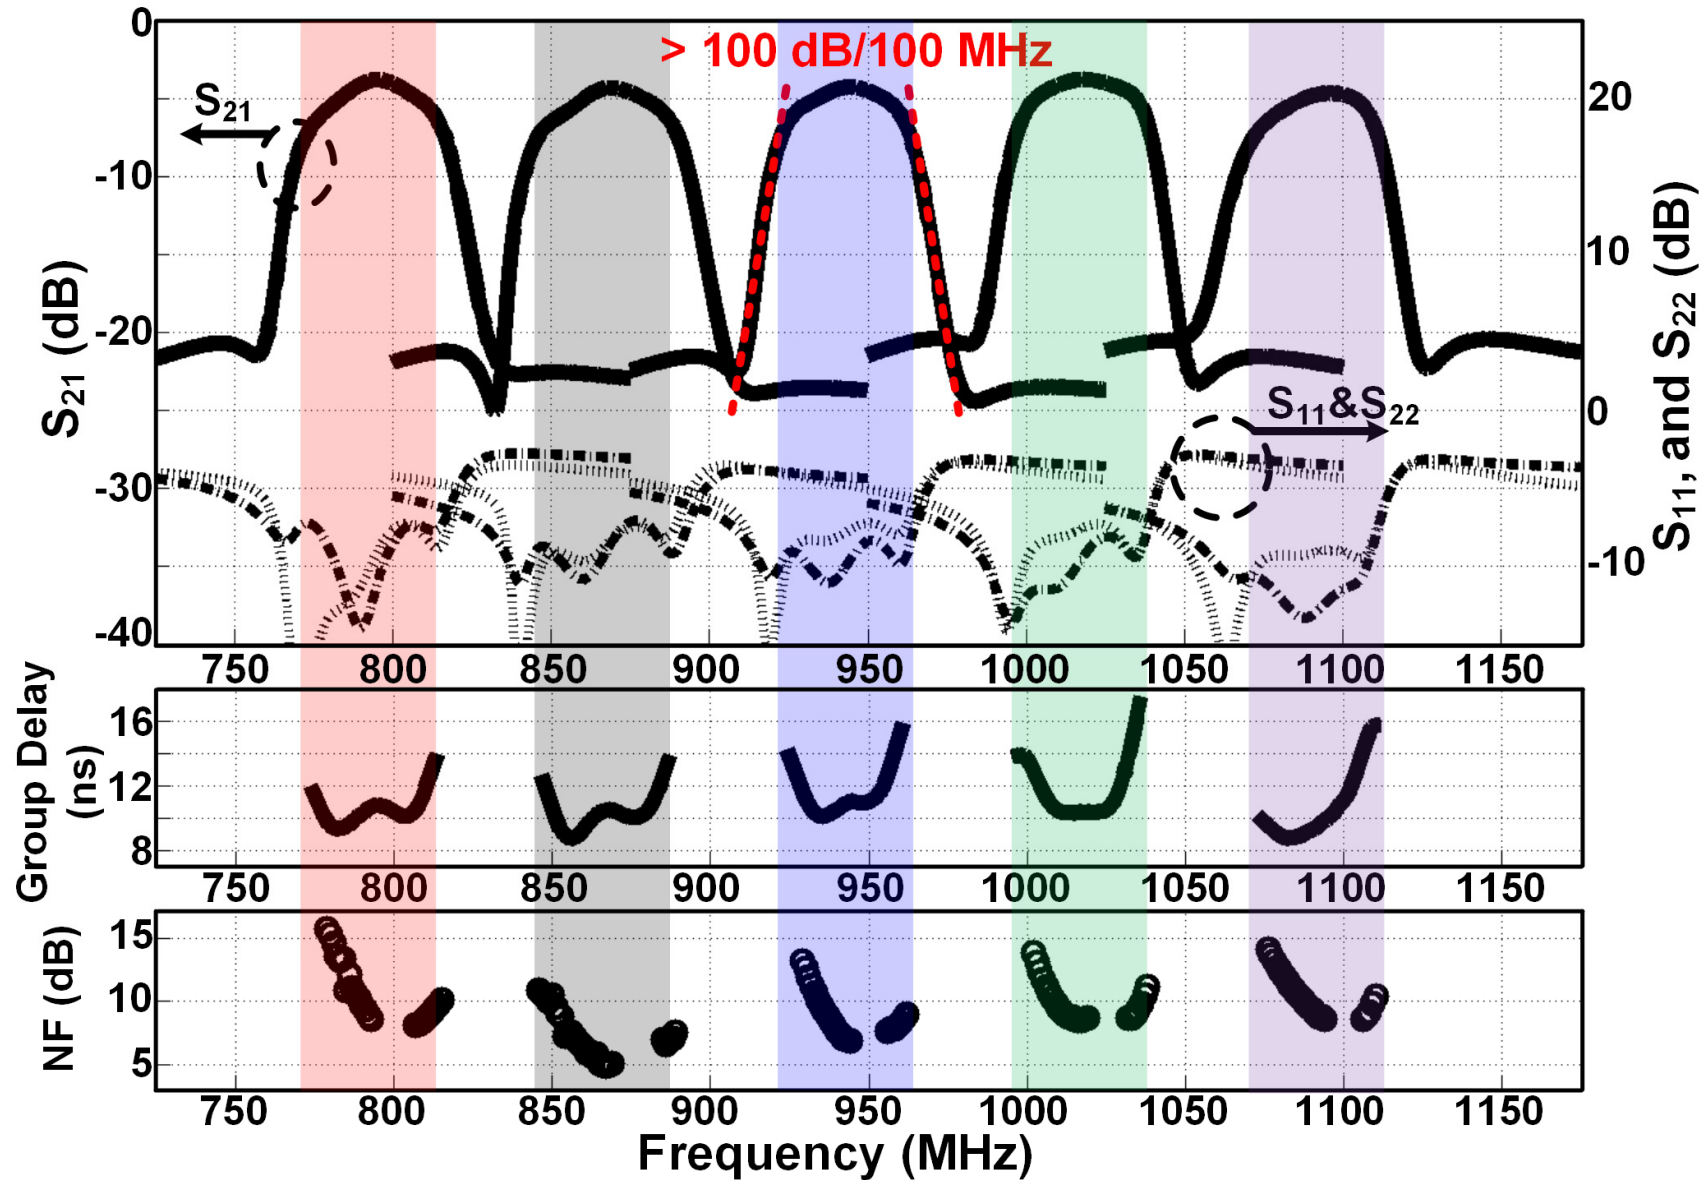 > 100 dB/100 MHz
S21
S11&S22
0
-10
-20
-30
-40
S21 (dB)
20
10
0
-10
S11, and S22 (dB)
750 800 850 900 950 1000 1050 1100 1150
16
12
8
Group Delay
(ns)
750 800 850 900 950 1000 1050 1100 1150
15
10
5
NF (dB)
750 800 850 900 950 1000 1050 1100 1150
Frequency (MHz)